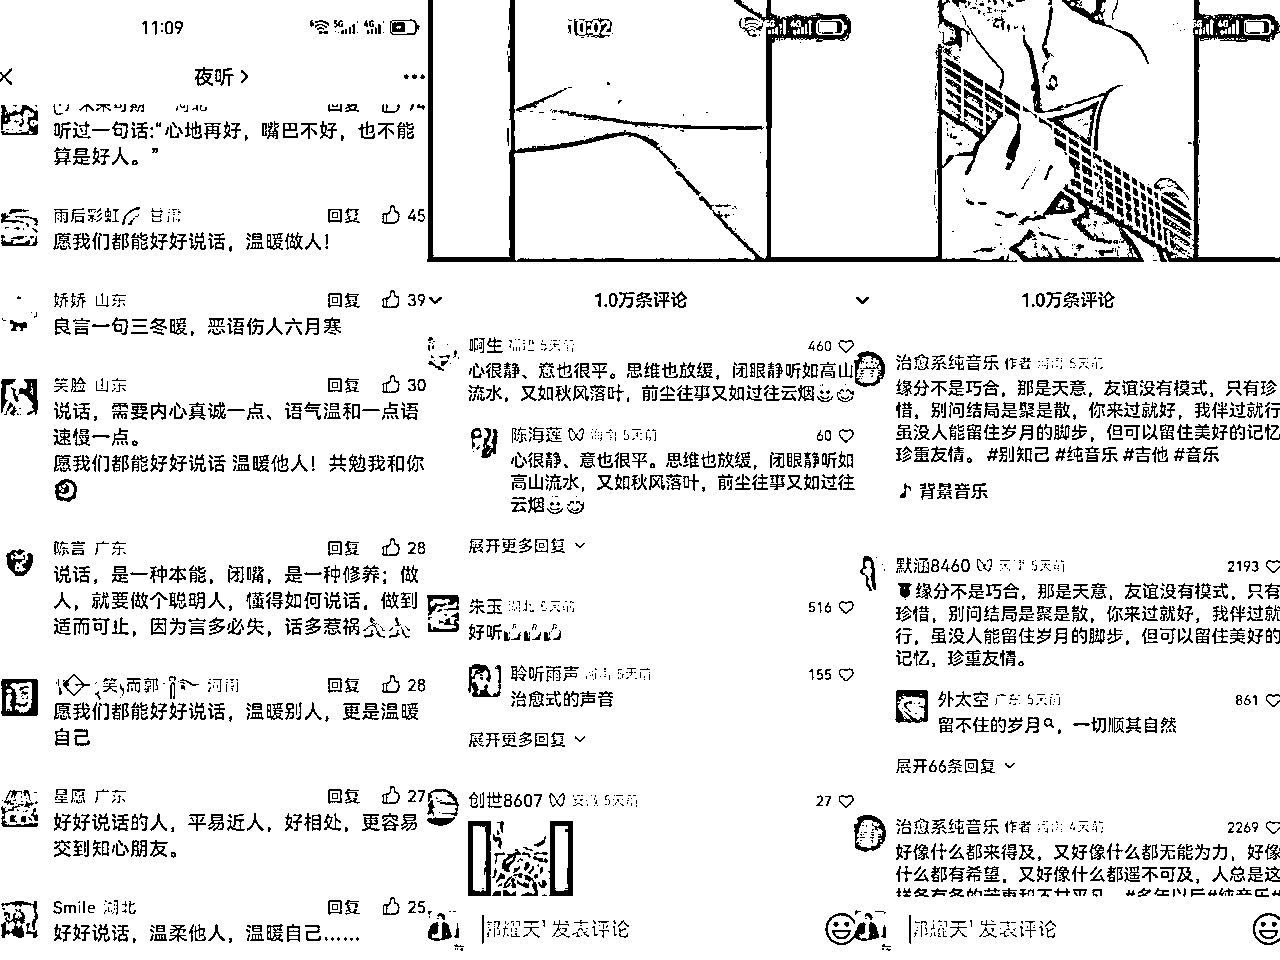 11:09
夜听
回复 74
听过一句话:“心地再好，嘴巴不好，也不能
算是好人。”
雨后彩虹 甘肃 回复 45
愿我们都能好好说话，温暖做人！
娇娇 山东 回复 39
良言一句三冬暖，恶语伤人六月寒
笑脸 山东 回复 30
说话，需要内心真诚一点、语气温和一点语
速慢一点。
愿我们都能好好说话 温暖他人！共勉我和你
陈言 广东 回复 28
说话，是一种本能，闭嘴，是一种修养；做
人，就要做个聪明人，懂得如何说话，做到
适而可止，因为言多必失，话多惹祸
笑 而郭 河南 回复 28
愿我们都能好好说话，温暖别人，更是温暖
自己
星愿 广东 回复 27
好好说话的人，平易近人，好相处，更容易
交到知心朋友。
Smile 湖北 回复 25
好好说话，温柔他人，温暖自己……
10:02
1.0万条评论
啊生 5天前 460
心很静、意也很平。思维也放缓，闭眼静听如高山
流水，又如秋风落叶，前尘往事又如过往云烟
陈海莲 海南 5天前 60
心很静、意也很平。思维也放缓，闭眼静听如
高山流水，又如秋风落叶，前尘往事又如过往
云烟
展开更多回复
朱玉 湖北 5天前 516
好听
聆听雨声 5天前 155
治愈式的声音
展开更多回复
创世8607 5天前 27
发表评论
1.0万条评论
治愈系纯音乐 作者 5天前
缘分不是巧合，那是天意，友谊没有模式，只有珍
惜，别问结局是聚是散，你来过就好，我伴过就行
虽没人能留住岁月的脚步，但可以留住美好的记忆
珍重友情。 #别知己 #纯音乐 #吉他 #音乐
背景音乐
默涵8460 天津 5天前 2193
缘分不是巧合，那是天意，友谊没有模式，只有
珍惜，别问结局是聚是散，你来过就好，我伴过就
行，虽没人能留住岁月的脚步，但可以留住美好的
记忆，珍重友情。
外太空 广东 5天前 861
留不住的岁月，一切顺其自然
展开66条回复
治愈系纯音乐 作者 4天前 2269
好像什么都来得及，又好像什么都无能为力，好像
什么都有希望，又好像什么都遥不可及，人总是这
发表评论